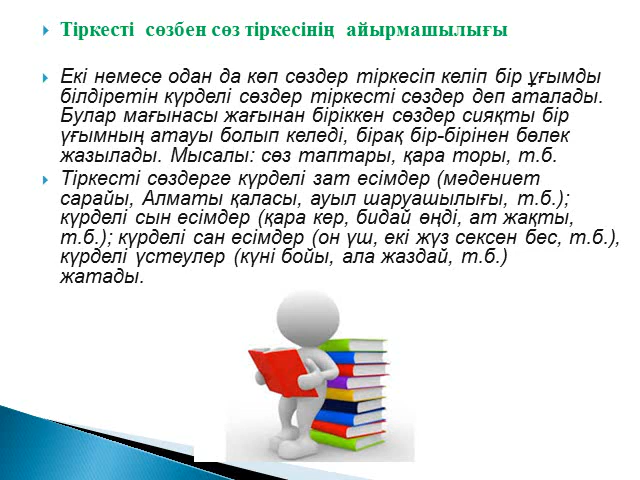 Тіркесті сөзбен сөз тіркесінің айырмашылығы
Екі немесе одан да көп сөздер тіркесіп келіп бір ұғымды
білдіретін күрделі сөздер тіркесті сөздер деп аталады.
Булар мағынасы жағынан біріккен сөздер сияқты бір
үғымның атауы болып келеді, бірақ бір-бірінен бөлек
жазылады. Мысалы: сөз таптары, қара торы, т.б.
Тіркесті сөздерге күрделі зат есімдер (мәдениет
сарайы, Алматы қаласы, ауыл шаруашылығы, т.б.);
күрделі сын есімдер (қара кер, бидай өңді, ат жақты,
т.б.); күрделі сан есімдер (он үш, екі жүз сексен бес, т.б.),
күрделі үстеулер (күні бойы, ала жаздай, т.б.)
жатады.